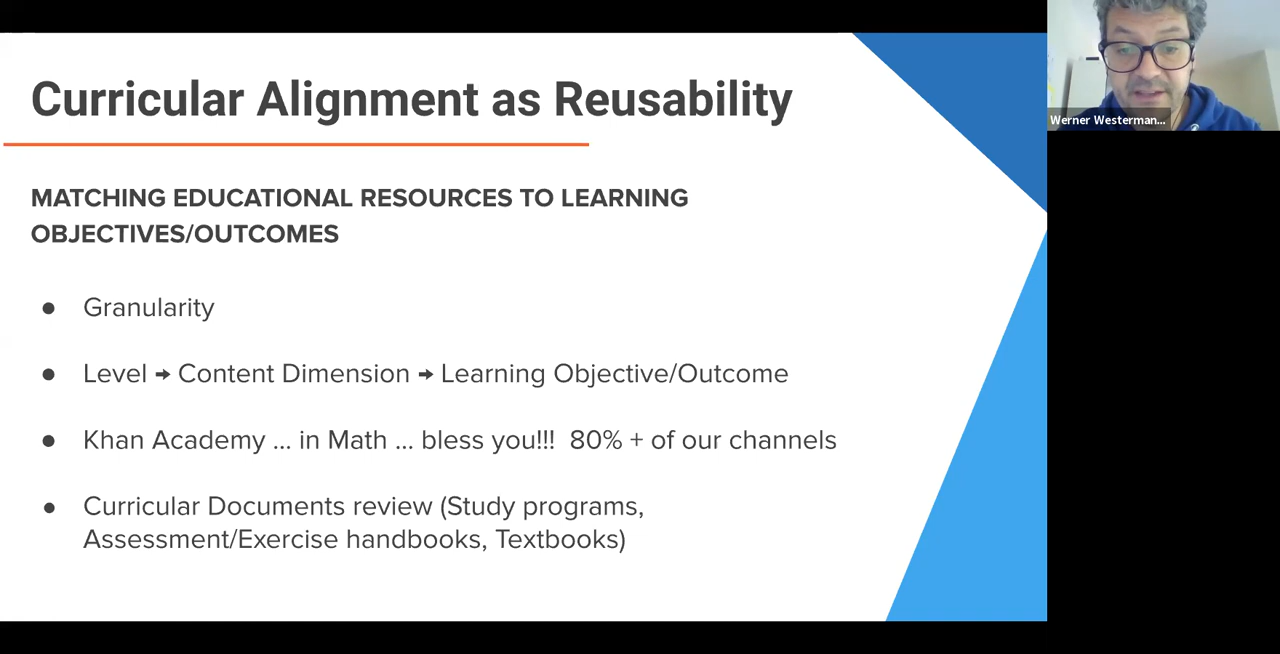 Curricular Alignment as Reusability
MATCHING EDUCATIONAL RESOURCES TO LEARNING
OBJECTIVES/OUTCOMES
● Granularity
● Level → Content Dimension → Learning Objective/Outcome
● Khan Academy ... in Math ... bless you!!! 80% + of our channels
● Curricular Documents review (Study programs,
Assessment/Exercise handbooks, Textbooks)
Werner Westerman...